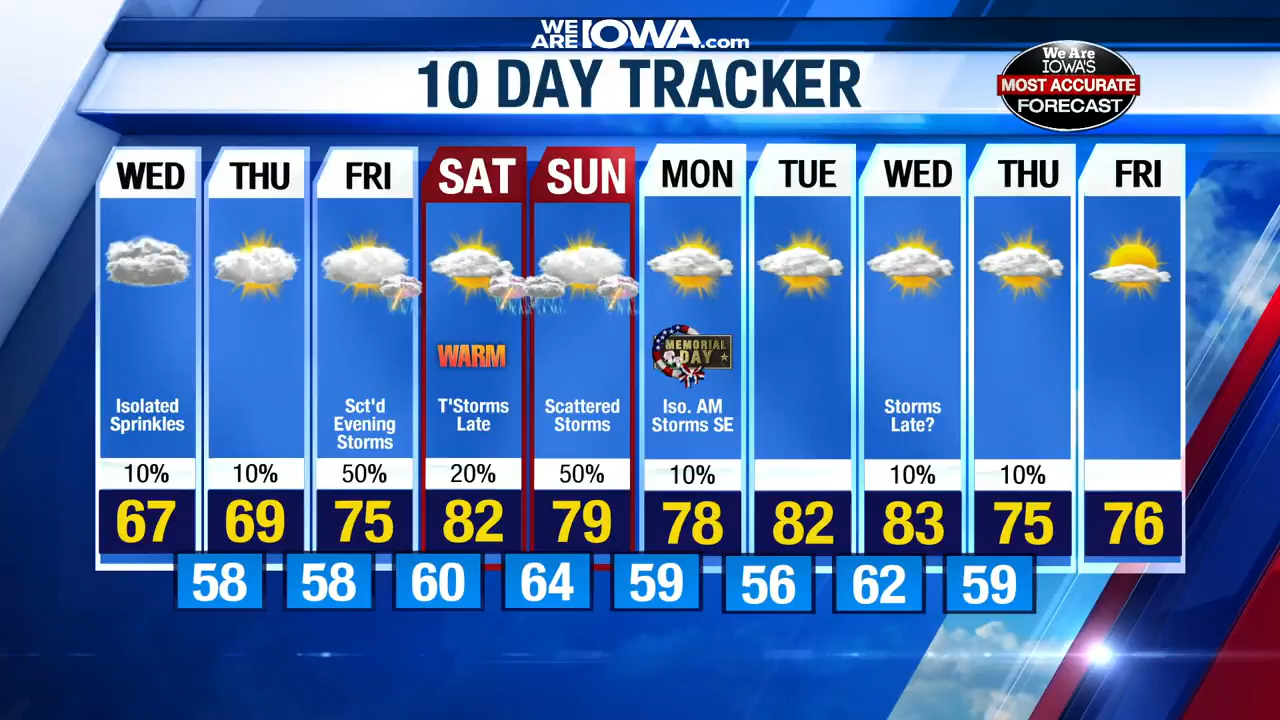 WE ARE IOWA.com
10 DAY TRACKER
We Are
IOWA'S
MOST ACCURATE
FORECAST
WED THU FRI SAT SUN MON TUE WED THU FRI
WARM
MEMORIAL
DAY
Isolated
Sprinkles
Sct'd
Evening
Storms
T'Storms
Late
Scattered
Storms
Iso. AM
Storms SE
Storms
Late?
10% 10% 50% 20% 50% 10% 10% 10%
67 69 75 82 79 78 82 83 75 76
58 58 60 64 59 56 62 59